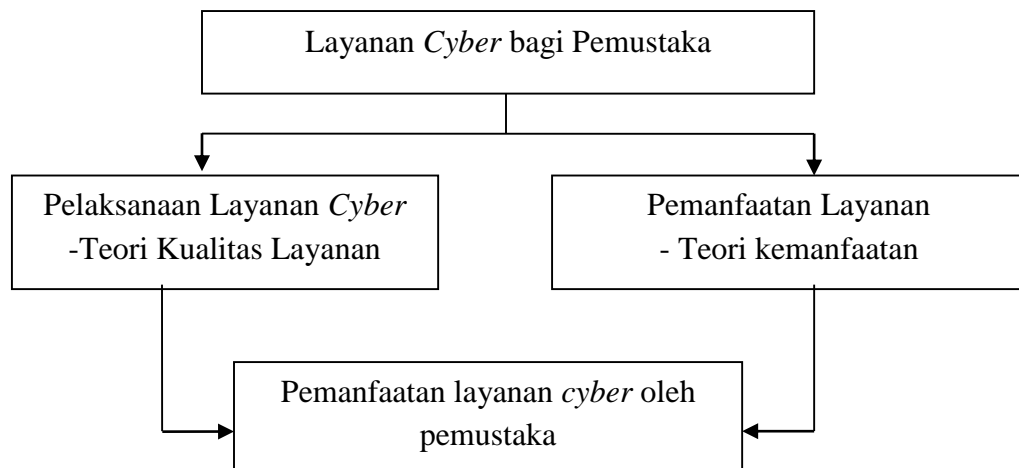 Layanan Cyber bagi Pemustaka
Pelaksanaan Layanan Cyber
-Teori Kualitas Layanan
Pemanfaatan Layanan
- Teori kemanfaatan
Pemanfaatan layanan cyber oleh
pemustaka